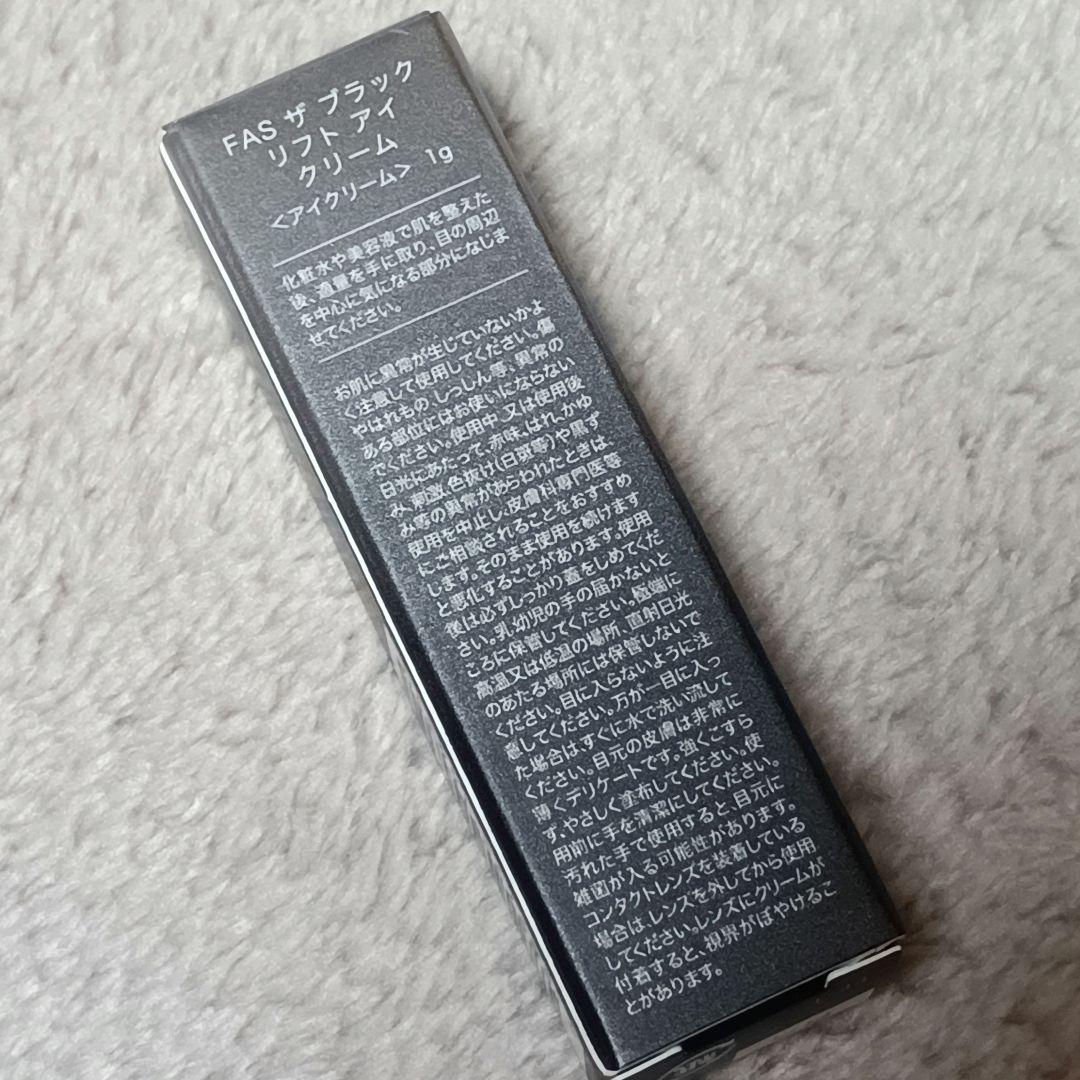 FAS ザ ブラック
リフト アイ
クリーム
<アイクリーム> 1g
化粧水や美容液で肌を整えた
後、適量を手に取り、目の周辺
を中心に気になる部分になじま
せてください。
お肌に異常が生じていないかよ
く注意して使用してください。傷
やはれもの、しっしん等、異常の
ある部位にはお使いにならない
でください。使用中、又は使用後
日光にあたって、赤味、はれ、かゆ
み、刺激、色抜け(白斑等)や黒ず
み等の異常があらわれたときは
使用を中止し、皮膚科専門医等
にご相談されることをおすすめ
します。そのまま使用を続けます
と悪化することがあります。使用
後は必ずしっかり蓋をしめてくだ
さい。乳幼児の手の届かないと
ころに保管してください。極端に
高温又は低温の場所、直射日光
のあたる場所には保管しないで
ください。目に入らないように注
意してください。万が一目に入っ
た場合は、すぐに水で洗い流して
ください。目元の皮膚は非常に
薄くデリケートです。強くこすら
ず、やさしく塗布してください。使
用前に手を清潔にしてください。
汚れた手で使用すると、目元に
雑菌が入る可能性があります。
コンタクトレンズを装着している
場合は、レンズを外してから使用
してください。レンズにクリームが
付着すると、視界がぼやけるこ
とがあります。